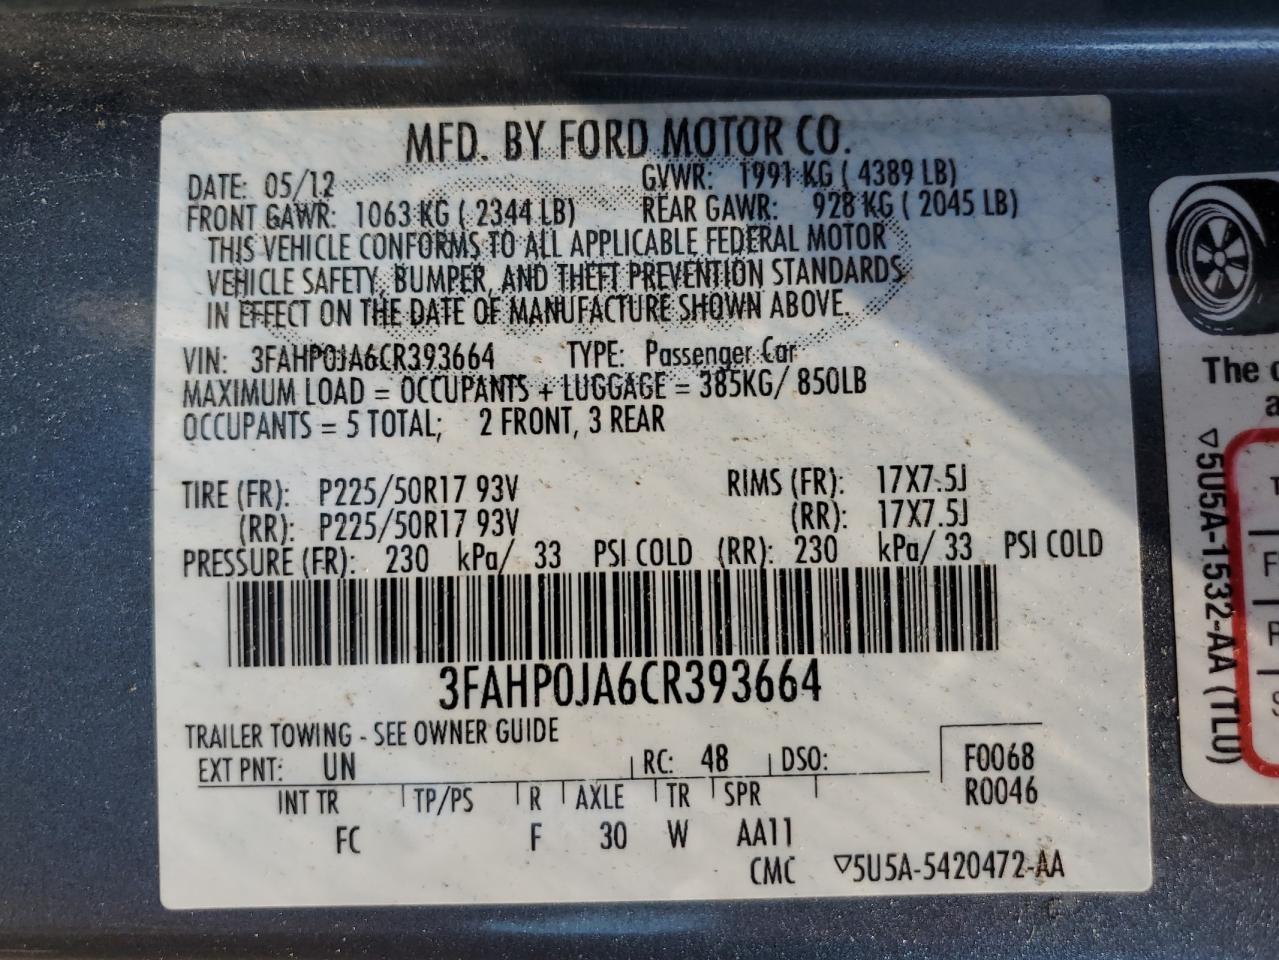 MFD. BY FORD MOTOR CO.
DATE: 05/12 GVWR: 1991 KG ( 4389 LB)
FRONT GAWR: 1063 KG ( 2344 LB) REAR GAWR: 928 KG ( 2045 LB)
THIS VEHICLE CONFORMS TO ALL APPLICABLE FEDERAL MOTOR
VEHICLE SAFETY, BUMPER, AND THEFT PREVENTION STANDARDS
IN EFFECT ON THE DATE OF MANUFACTURE SHOWN ABOVE.
VIN: 3FAHP0JA6CR393664 TYPE: Passenger Car
MAXIMUM LOAD = OCCUPANTS + LUGGAGE = 385KG/ 850LB
OCCUPANTS = 5 TOTAL; 2 FRONT, 3 REAR
TIRE (FR): P225/50R17 93V RIMS (FR): 17X7.5J
(RR): P225/50R17 93V (RR): 17X7.5J
PRESSURE (FR): 230 kPa/ 33 PSI COLD (RR): 230 kPa/ 33 PSI COLD
3FAHP0JA6CR393664
TRAILER TOWING - SEE OWNER GUIDE
EXT PNT: UN RC: 48 DSO: F0068
R0046
INT TR TP/PS R AXLE TR SPR
FC F 30 W AA11
CMC ▽5U5A-5420472-AA
The
▽5U5A-1532-AA (TLU)